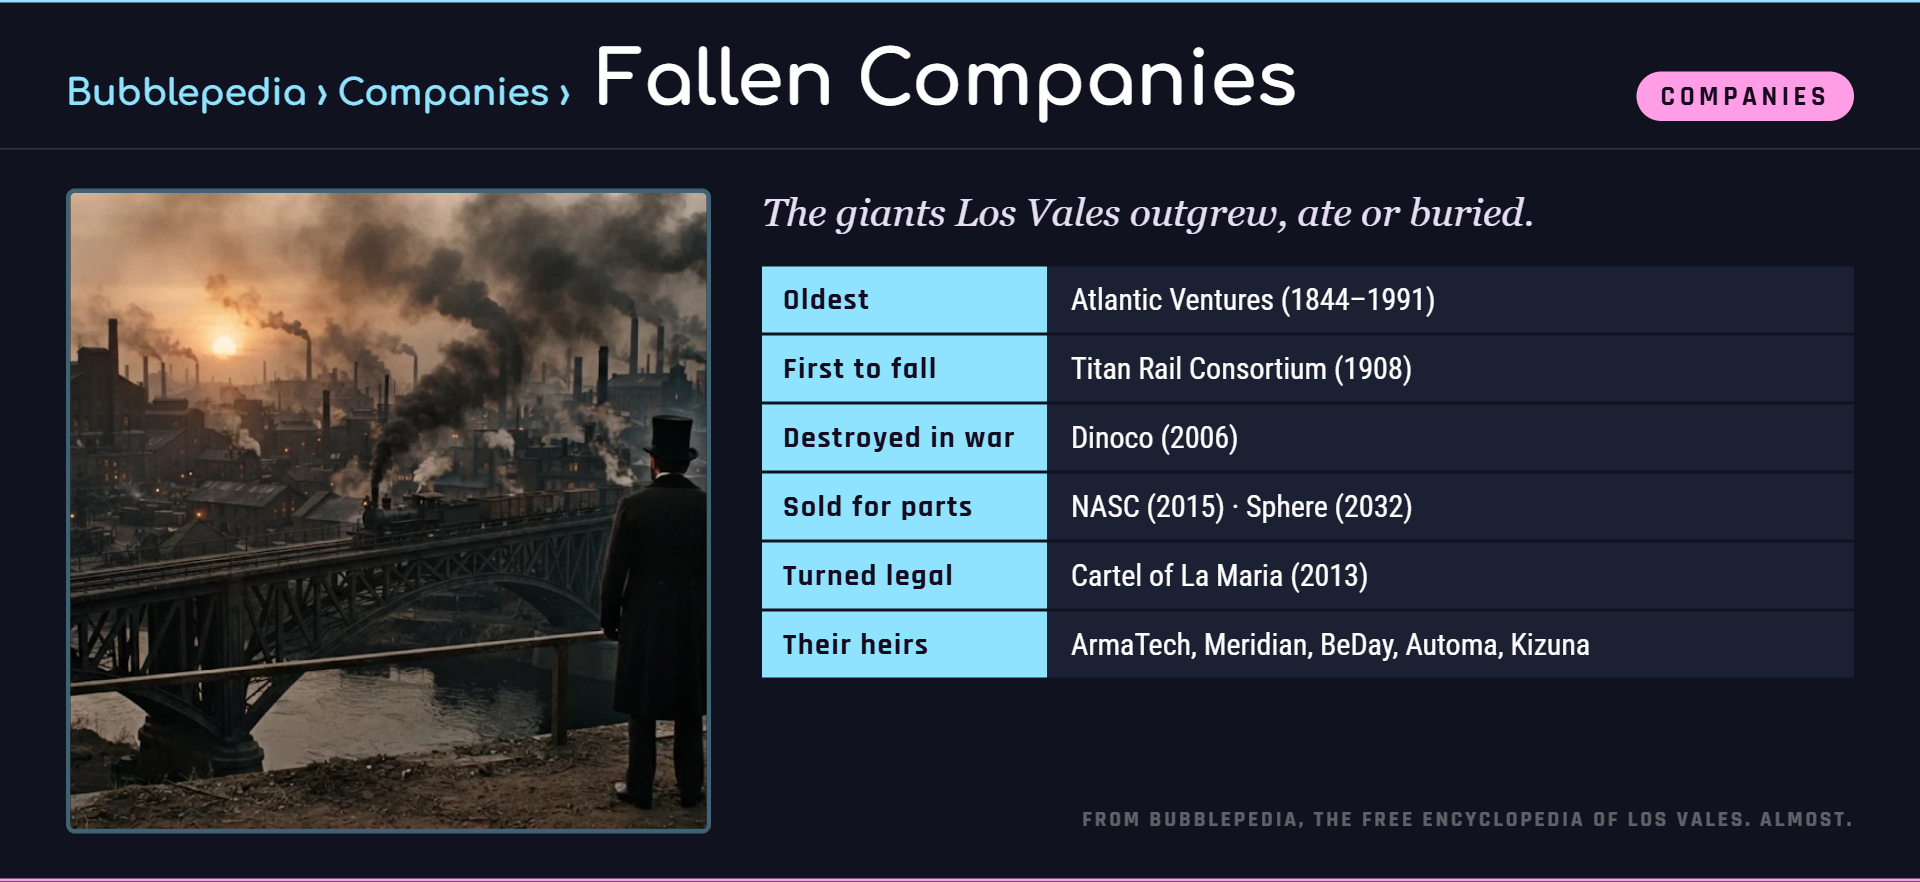 Bubblepedia › Companies › Fallen Companies
COMPANIES
The giants Los Vales outgrew, ate or buried.
Oldest Atlantic Ventures (1844–1991)
First to fall Titan Rail Consortium (1908)
Destroyed in war Dinoco (2006)
Sold for parts NASC (2015) · Sphere (2032)
Turned legal Cartel of La Maria (2013)
Their heirs ArmaTech, Meridian, BeDay, Automa, Kizuna
FROM BUBBLEPEDIA, THE FREE ENCYCLOPEDIA OF LOS VALES. ALMOST.